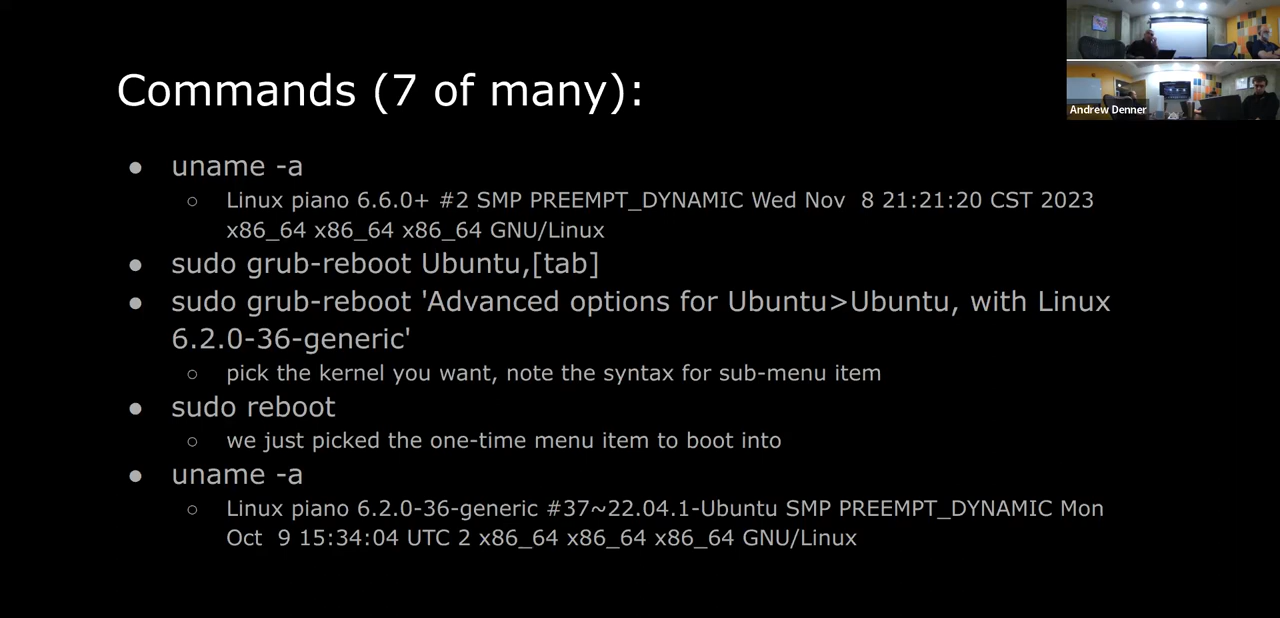 Commands (7 of many):
Andrew Denner
● uname -a
○ Linux piano 6.6.0+ #2 SMP PREEMPT_DYNAMIC Wed Nov  8 21:21:20 CST 2023
x86_64 x86_64 x86_64 GNU/Linux
● sudo grub-reboot Ubuntu,[tab]
● sudo grub-reboot 'Advanced options for Ubuntu>Ubuntu, with Linux
6.2.0-36-generic'
○ pick the kernel you want, note the syntax for sub-menu item
● sudo reboot
○ we just picked the one-time menu item to boot into
● uname -a
○ Linux piano 6.2.0-36-generic #37~22.04.1-Ubuntu SMP PREEMPT_DYNAMIC Mon
Oct  9 15:34:04 UTC 2 x86_64 x86_64 x86_64 GNU/Linux